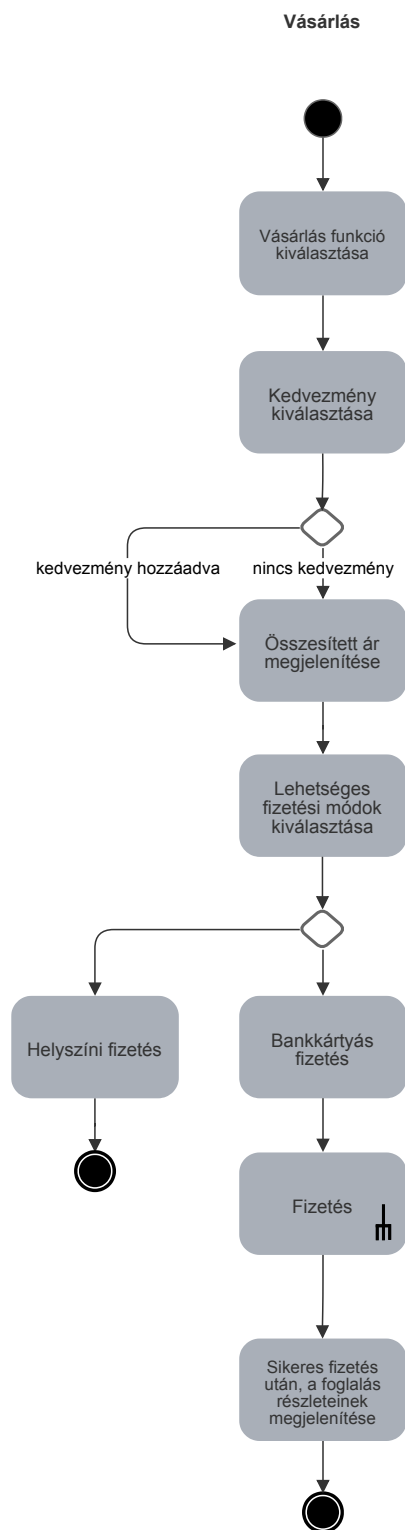 Vásárlás
Vásárlás funkció
kiválasztása
Kedvezmény
kiválasztása
kedvezmény hozzáadva
nincs kedvezmény
Összesített ár
megjelenítése
Lehetséges
fizetési módok
kiválasztása
Helyszíni fizetés
Bankkártyás
fizetés
Fizetés
Sikeres fizetés
után, a foglalás
részleteinek
megjelenítése